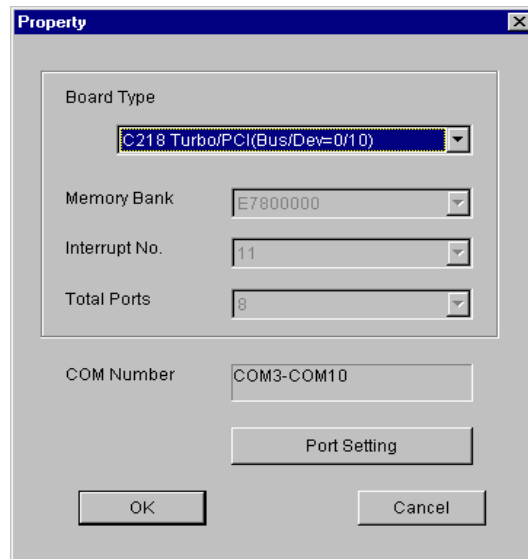 Property
Board Type
C218 Turbo/PCI(Bus/Dev=0/10)
Memory Bank E7800000
Interrupt No. 11
Total Ports 8
COM Number COM3-COM10
Port Setting
OK Cancel